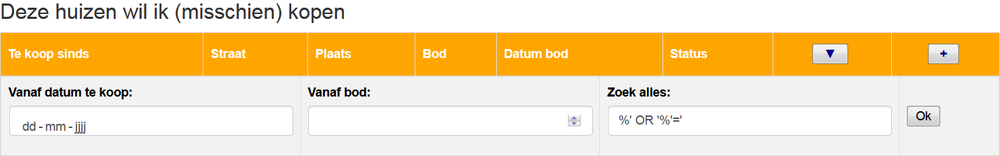 Deze huizen wil ik (misschien) kopen
Te koop sinds Straat Plaats Bod Datum bod Status ▼ +
Vanaf datum te koop: Vanaf bod: Zoek alles:
dd - mm - jjjj %' OR '%'=' Ok